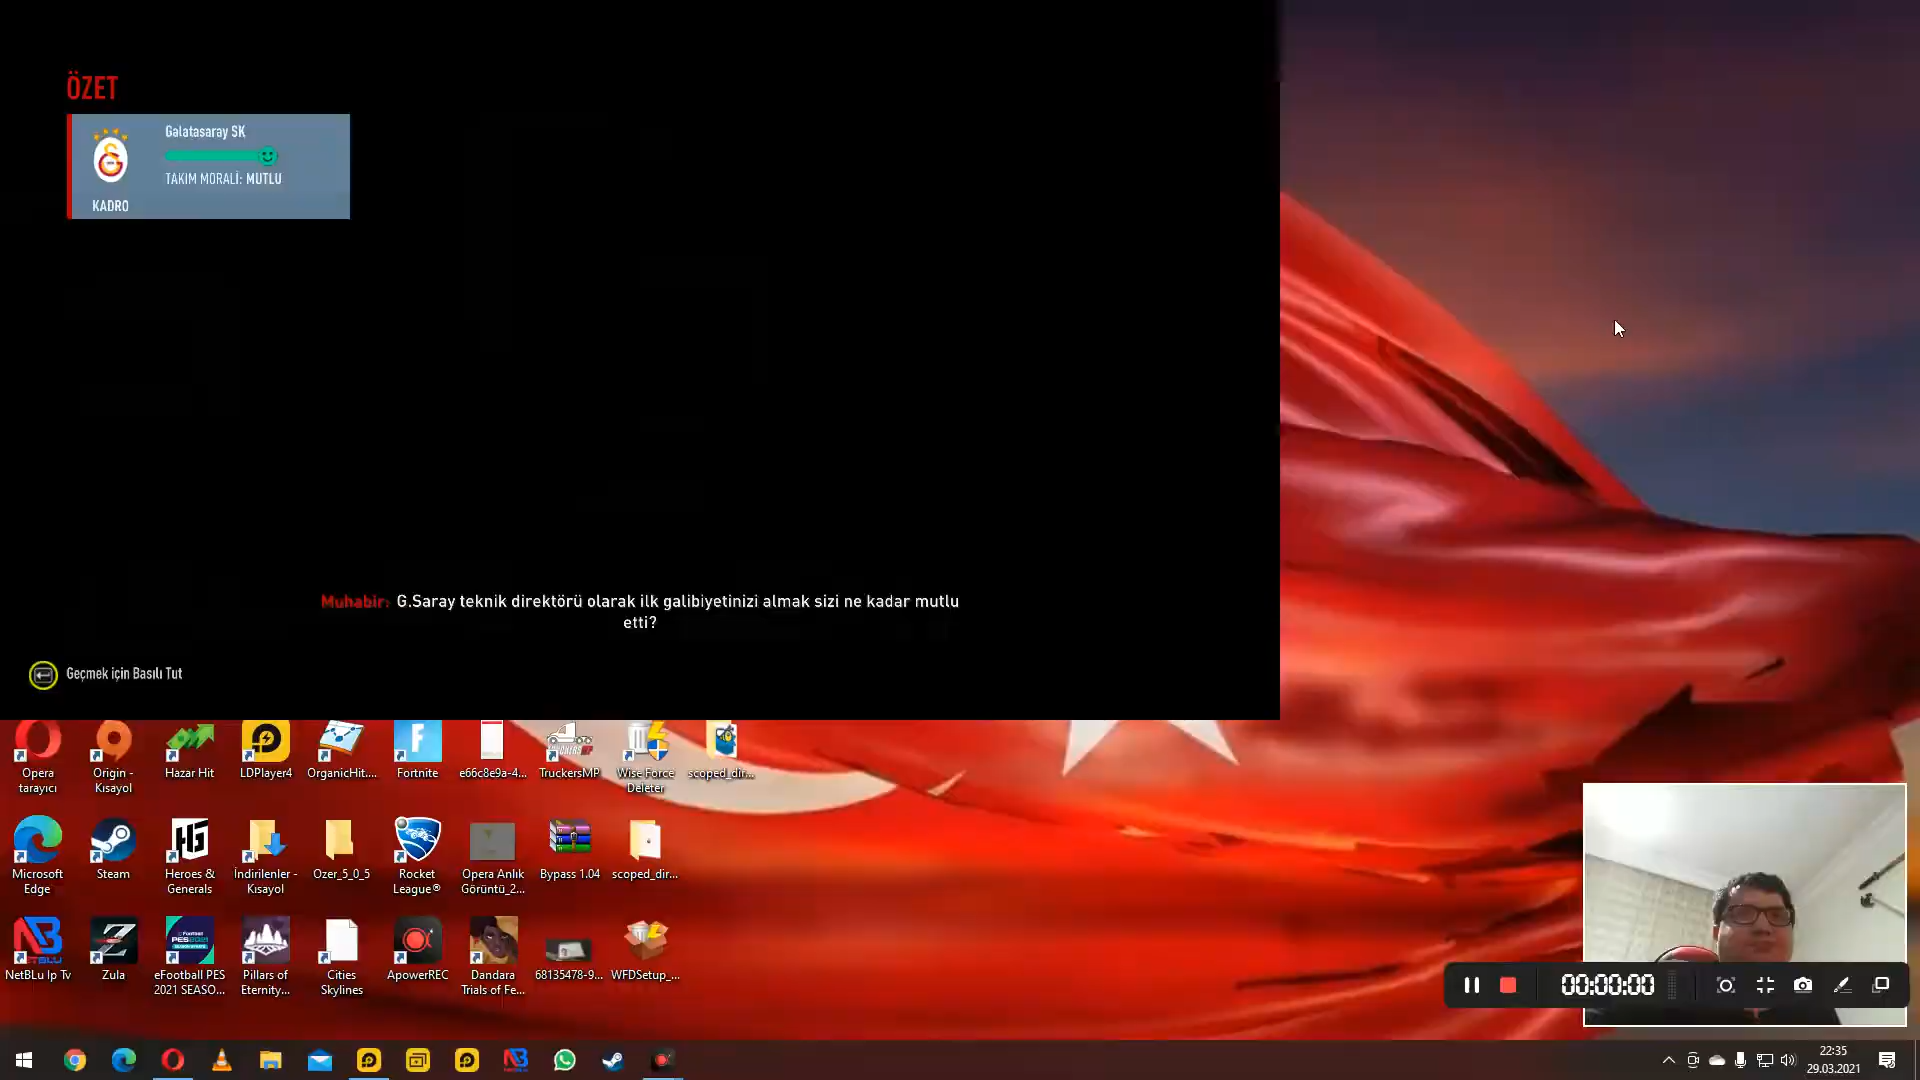 ÖZET
Galatasaray SK
TAKIM MORALİ: MUTLU
KADRO
Muhabir: G.Saray teknik direktörü olarak ilk galibiyetinizi almak sizi ne kadar mutlu
etti?
Geçmek için Basılı Tut
Opera
tarayıcı
Origin -
Kısayol
Hazar Hit
LDPlayer4
OrganicHit....
Fortnite
e66c8e9a-4...
TruckersMP
Wise Force
Deleter
scoped_dir...
Microsoft
Edge
Steam
Heroes &
Generals
İndirilenler -
Kısayol
Ozer_5_0_5
Rocket
League®
Opera Anlık
Görüntü_2...
Bypass 1.04
scoped_dir...
NetBLu Ip Tv
Zula
eFootball PES
2021 SEASO...
Pillars of
Eternity...
Cities
Skylines
ApowerREC
Dandara
Trials of Fe...
68135478-9...
WFDSetup_...
00:00:00
22:35
29.03.2021